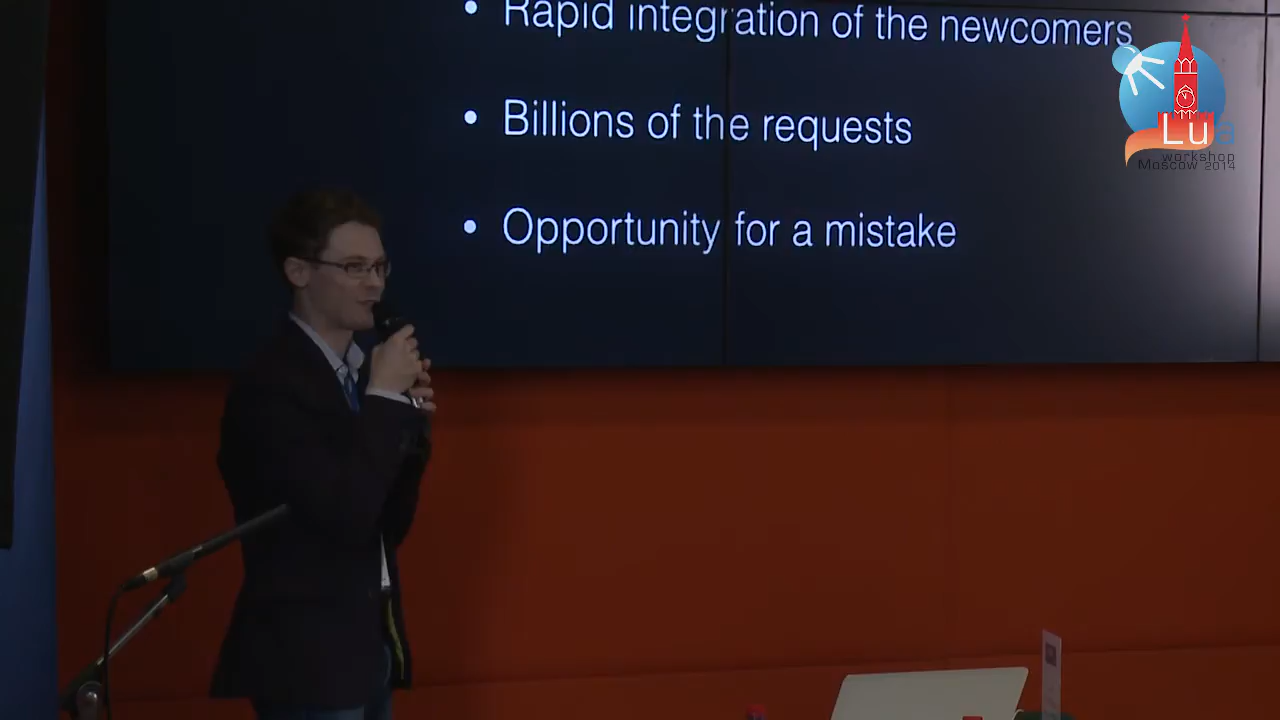 • Rapid integration of the newcomers
• Billions of the requests
• Opportunity for a mistake
Lua
workshop
Moscow 2014